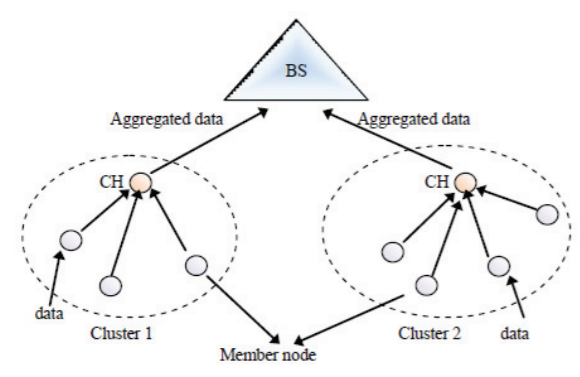 BS
Aggregated data
Aggregated data
CH
CH
data
Cluster 1
Cluster 2
data
Member node